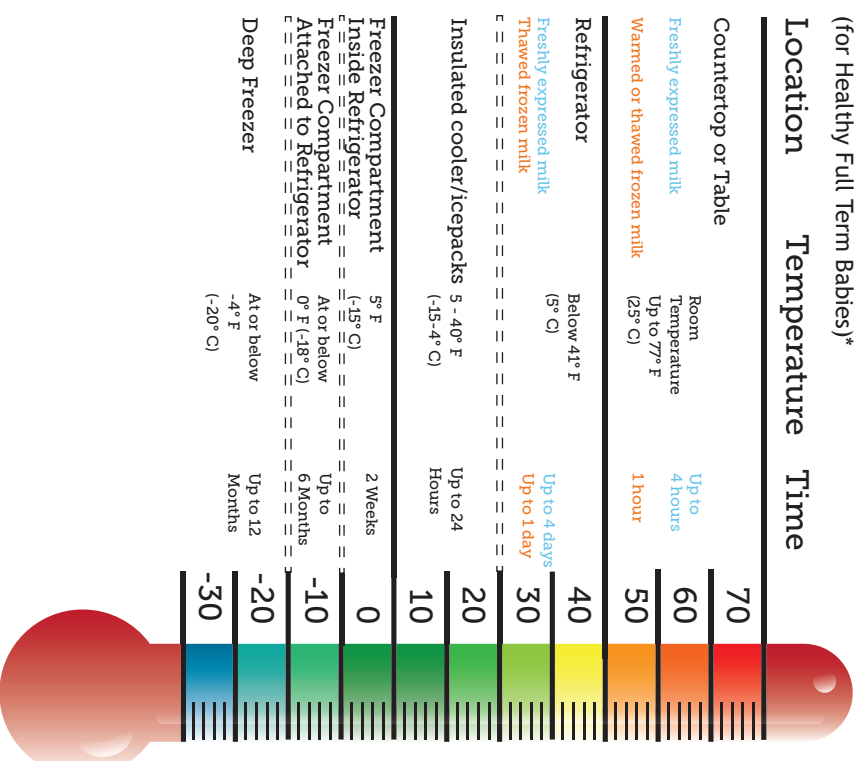 (for Healthy Full Term Babies)*
Location Temperature Time
Countertop or Table
Freshly expressed milk
Warmed or thawed frozen milk
Room
Temperature
Up to 77° F
(25° C)
Up to
4 hours
1 hour
Refrigerator
Freshly expressed milk
Thawed frozen milk
Below 41° F
(5° C)
Up to 4 days
Up to 1 day
Insulated cooler/icepacks
5 - 40° F
(-15-4° C)
Up to 24
Hours
Freezer Compartment
Inside Refrigerator
5° F
(-15° C)
2 Weeks
Freezer Compartment
Attached to Refrigerator
At or below
0° F (-18° C)
Up to
6 Months
Deep Freezer
At or below
-4° F
(-20° C)
Up to 12
Months
70
60
50
40
30
20
10
0
-10
-20
-30